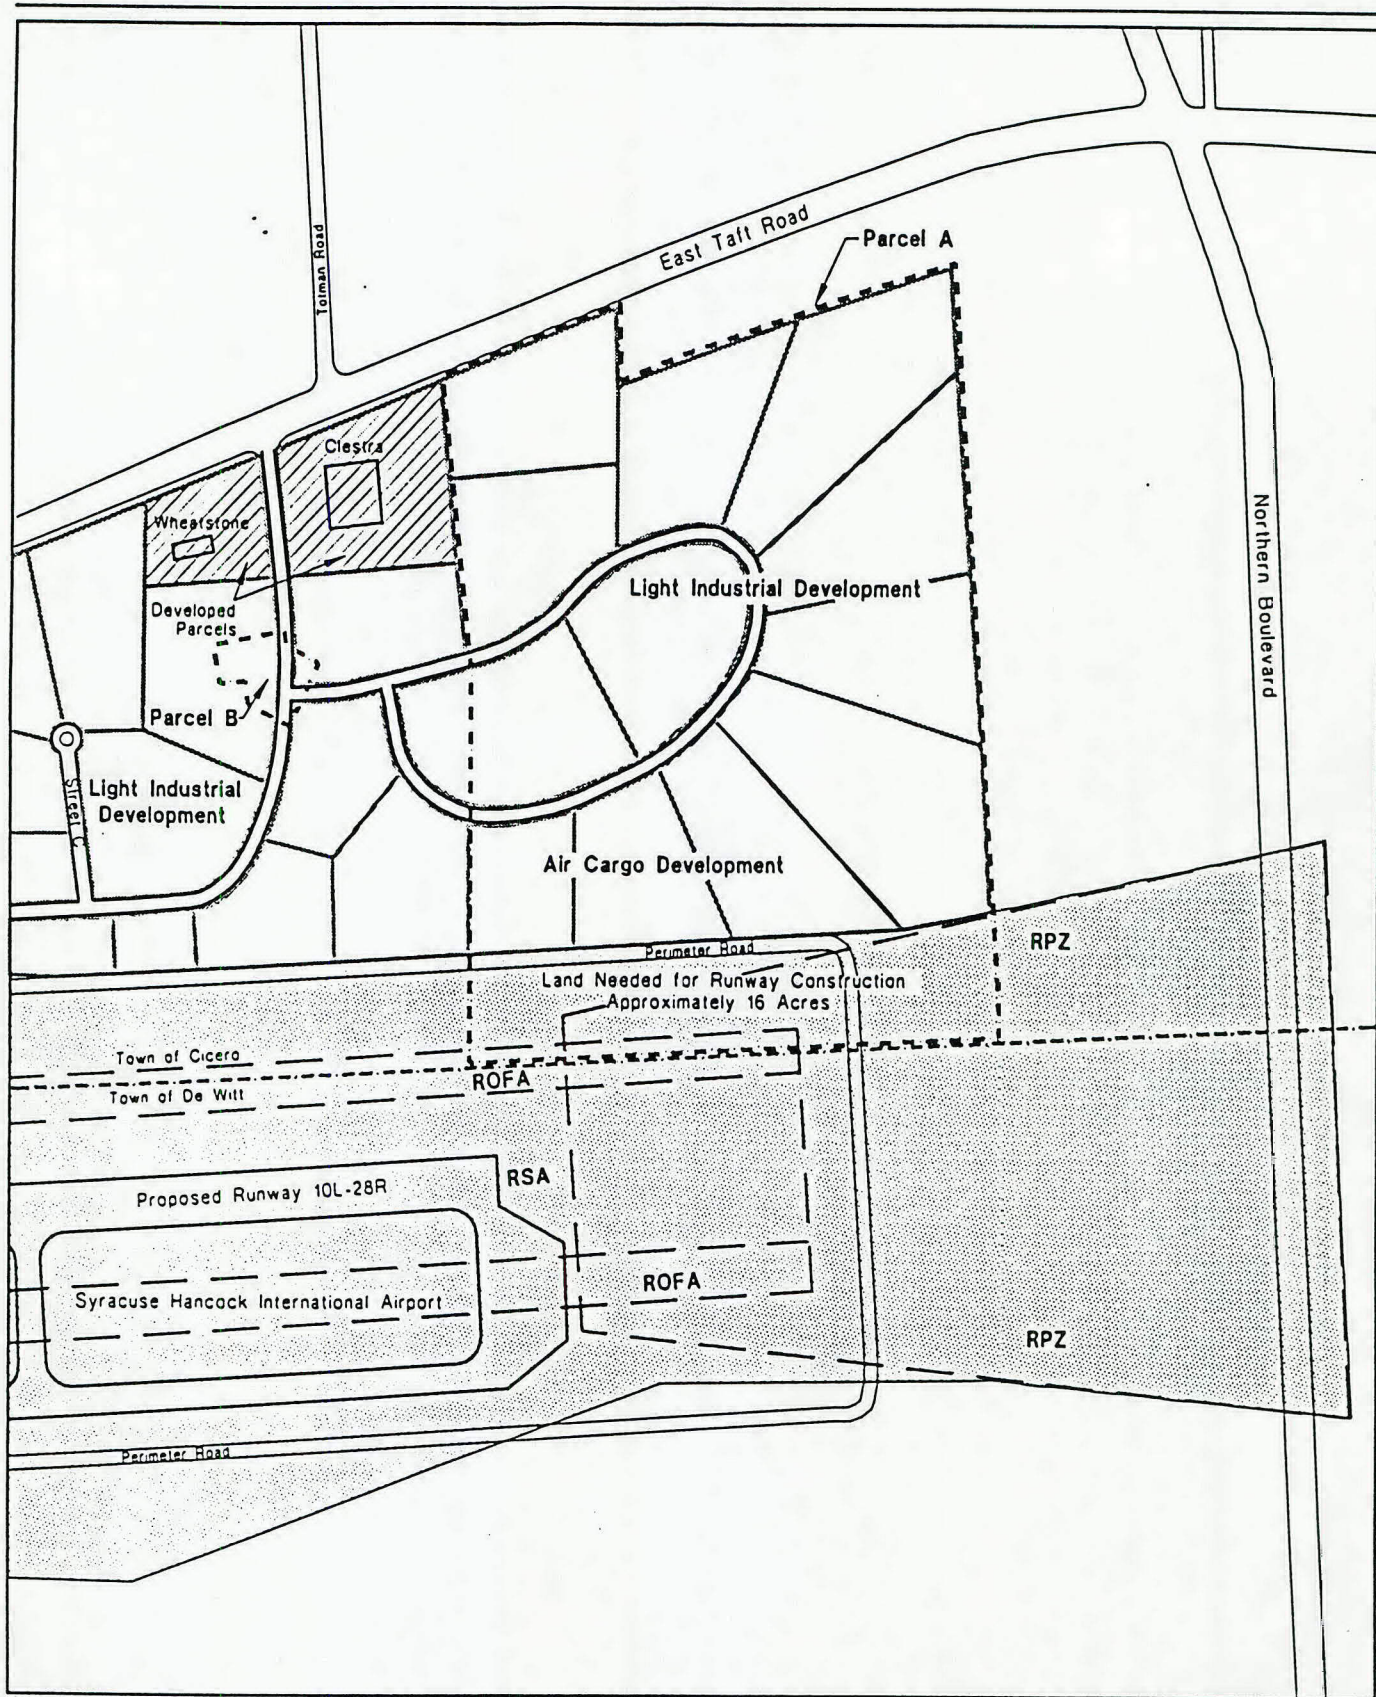 Totman Road
East Taft Road
Parcel A
Clestra
Wheatstone
Northern Boulevard
Light Industrial Development
Developed
Parcels
Parcel B
Street C
Light Industrial
Development
Air Cargo Development
Perimeter Road
RPZ
Land Needed for Runway Construction
Approximately 16 Acres
Town of Cicero
ROFA
Town of De Witt
RSA
Proposed Runway 10L-28R
ROFA
Syracuse Hancock International Airport
RPZ
Perimeter Road